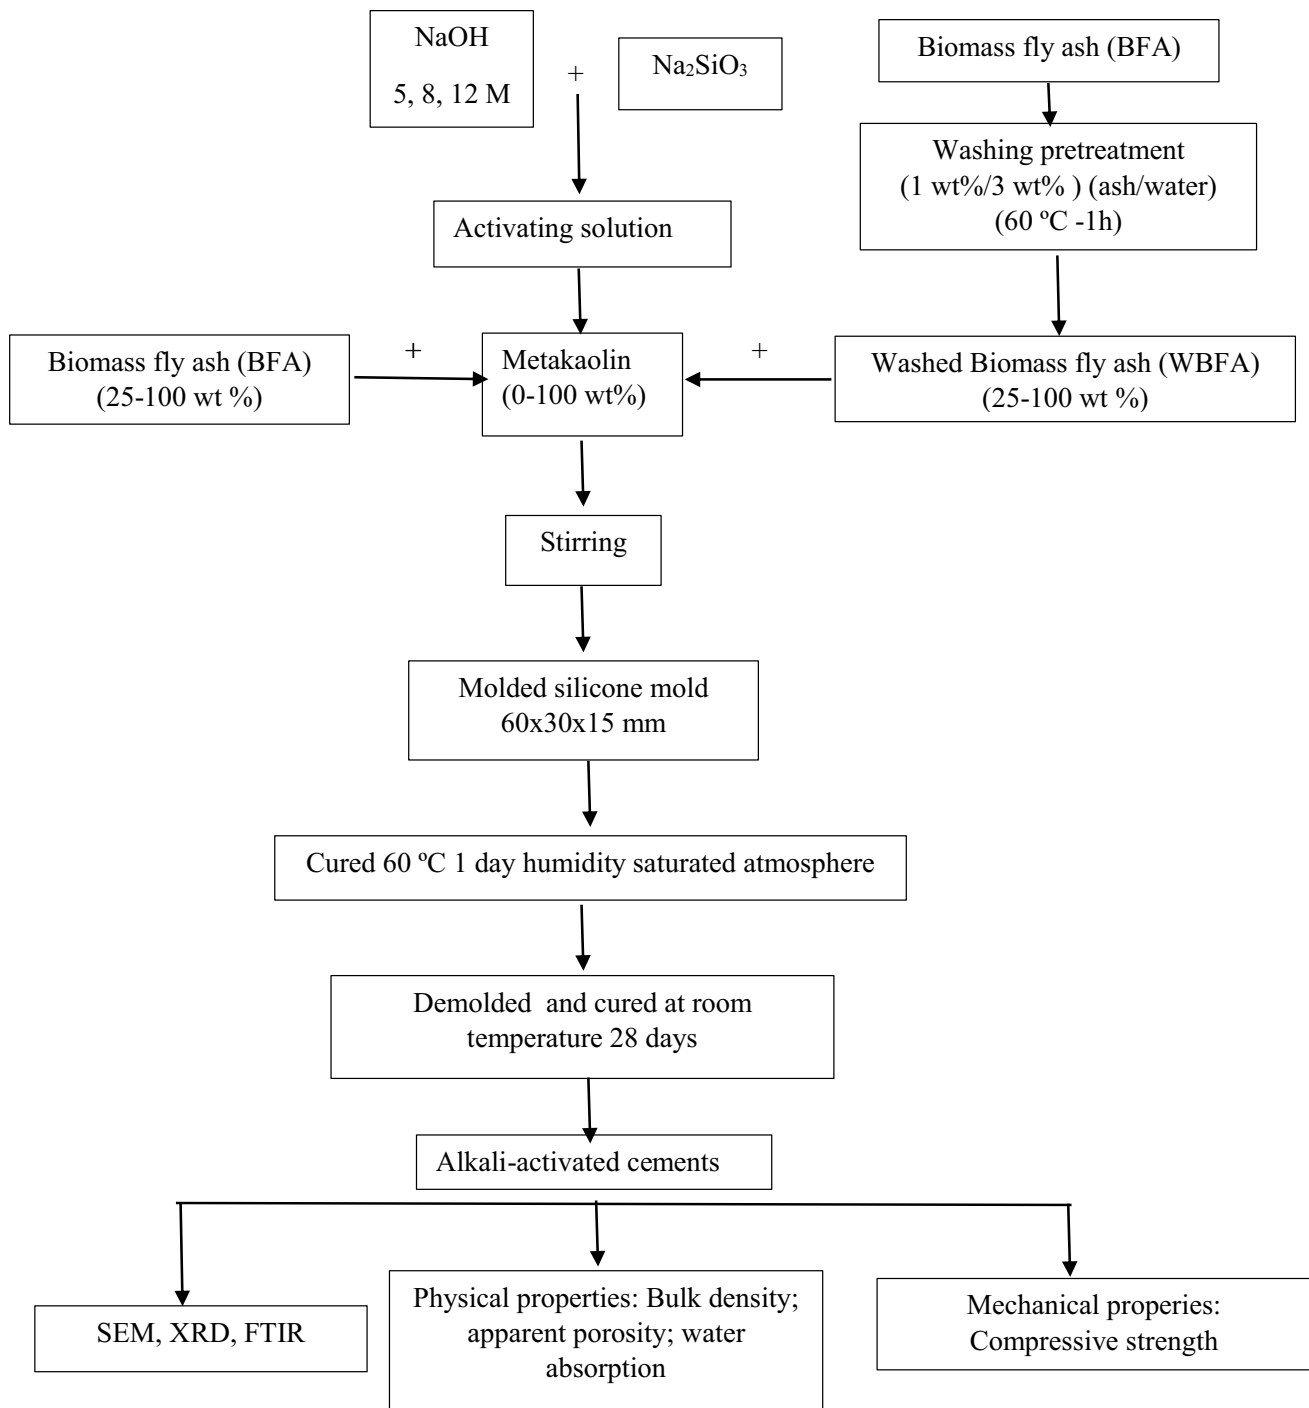 NaOH
5, 8, 12 M
+
Na₂SiO₃
Biomass fly ash (BFA)
Washing pretreatment
(1 wt%/3 wt% ) (ash/water)
(60 ºC -1h)
Activating solution
Biomass fly ash (BFA)
(25-100 wt %)
+
Metakaolin
(0-100 wt%)
+
Washed Biomass fly ash (WBFA)
(25-100 wt %)
Stirring
Molded silicone mold
60x30x15 mm
Cured 60 ºC 1 day humidity saturated atmosphere
Demolded  and cured at room
temperature 28 days
Alkali-activated cements
SEM, XRD, FTIR
Physical properties: Bulk density;
apparent porosity; water
absorption
Mechanical properies:
Compressive strength